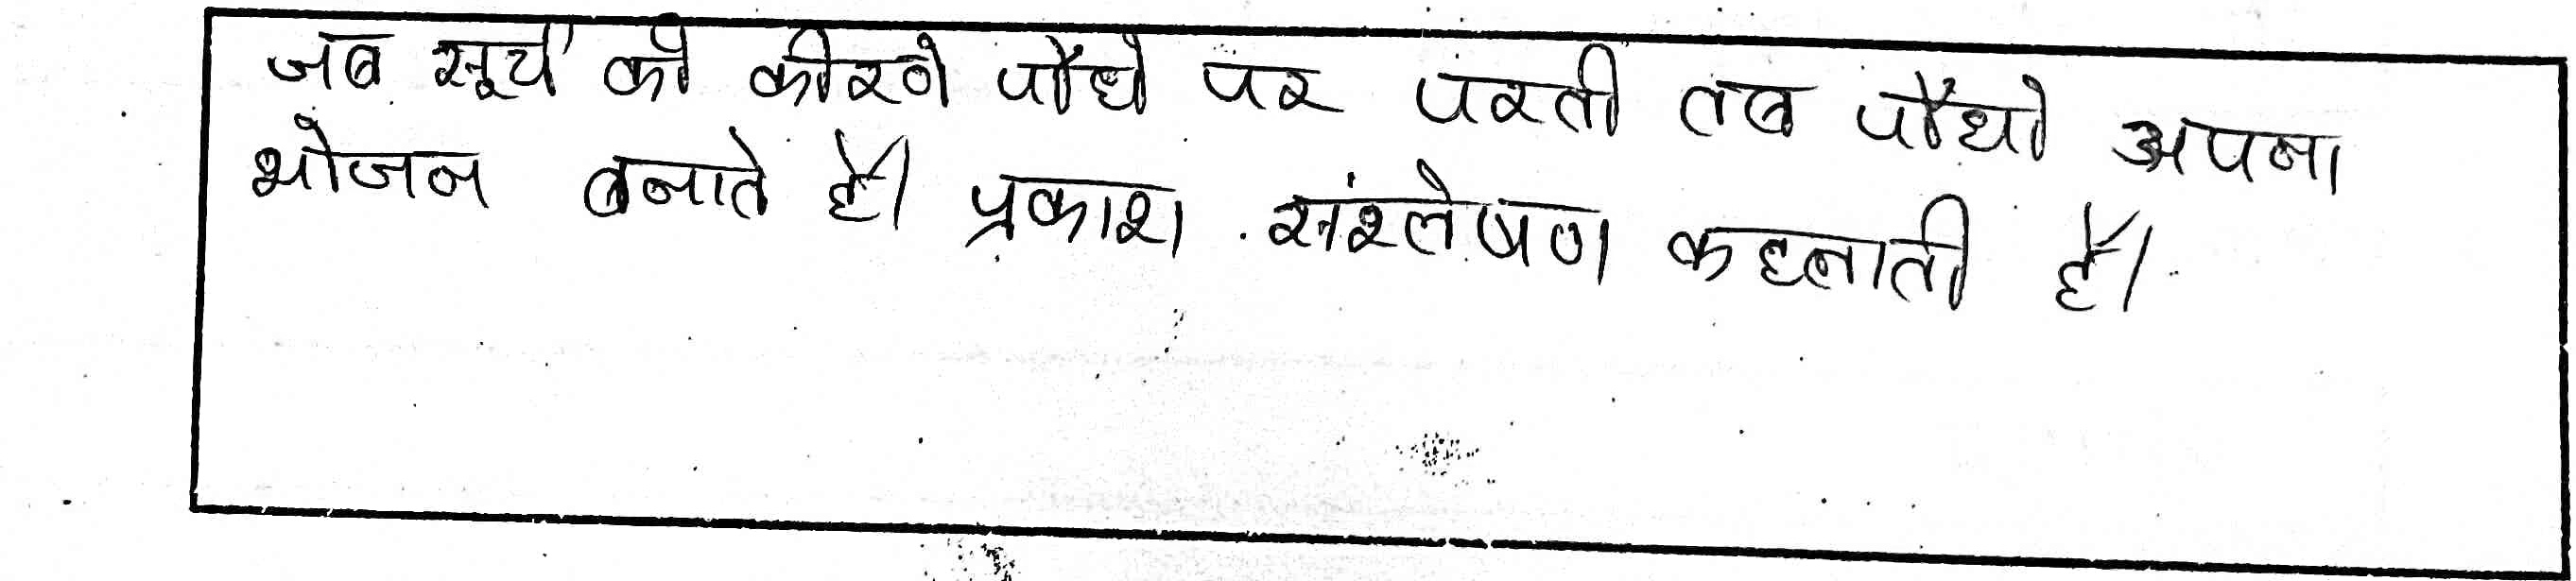 जब सूर्य की कीरणे पौधे पर परती तब पौधो अपना
भोजन बनाते है। प्रकाश संश्लेषण कहलाती है।